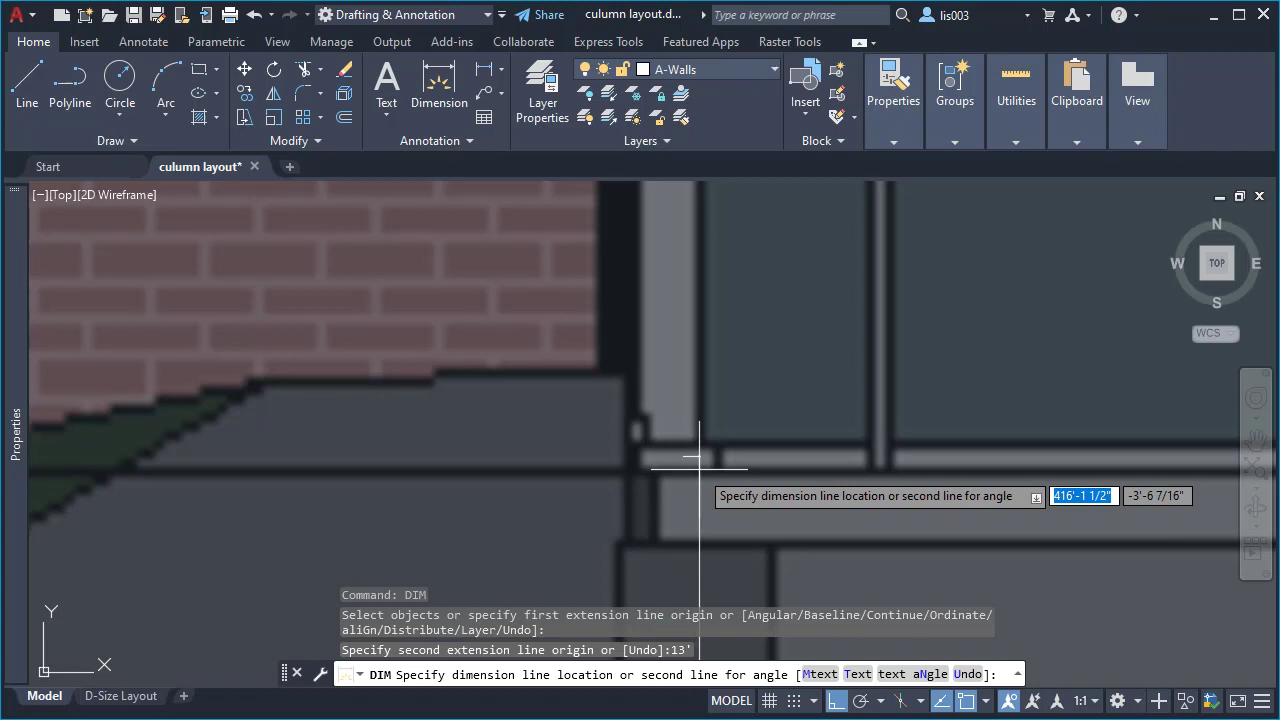 A Drafting & Annotation Share culumn layout.d... Type a keyword or phrase lis003
Home Insert Annotate Parametric View Manage Output Add-ins Collaborate Express Tools Featured Apps Raster Tools
Line Polyline Circle Arc
Text Dimension
Layer Properties
A-Walls
Insert
Properties Groups Utilities Clipboard View
Draw Modify Annotation Layers Block
Start culumn layout*
[−][Top][2D Wireframe]
N
W TOP E
S
WCS
Properties
Specify dimension line location or second line for angle 416'-1 1/2" -3'-6 7/16"
Command: DIM
Select objects or specify first extension line origin or [Angular/Baseline/Continue/Ordinate/
aliGn/Distribute/Layer/Undo]:
Specify second extension line origin or [Undo]:13'
DIM Specify dimension line location or second line for angle [Mtext Text text aNgle Undo]:
Y
X
Model D-Size Layout
MODEL 1:1